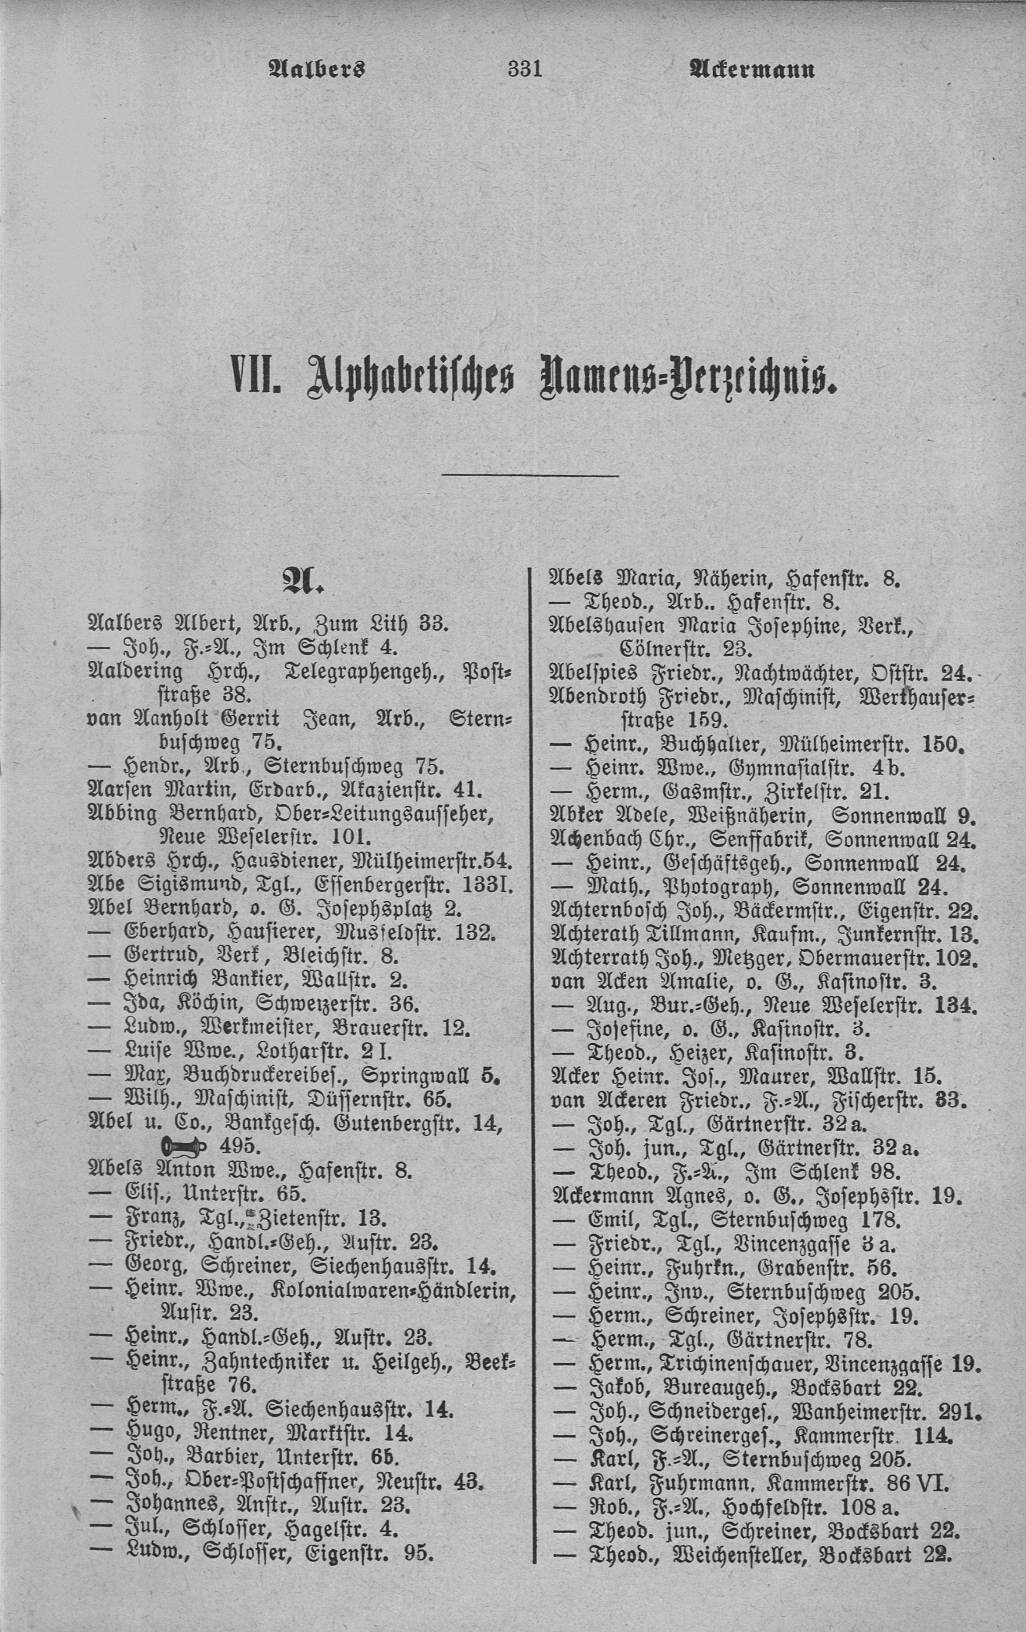 Aalbers 331 Ackermann
VII. Alphabetisches Namens-Verzeichnis.
A.
Aalbers Albert, Arb., Zum Lith 33.
— Joh., F.-A., Im Schlenk 4.
Aaldering Hrch., Telegraphengeh., Post-
straße 38.
van Aanholt Gerrit Jean, Arb., Stern-
buschweg 75.
— Hendr., Arb., Sternbuschweg 75.
Aarsen Martin, Erdarb., Akazienstr. 41.
Abbing Bernhard, Ober-Leitungsaufseher,
Neue Weselerstr. 101.
Abders Hrch., Hausdiener, Mülheimerstr. 54.
Abe Sigismund, Tgl., Essenbergerstr. 133 I.
Abel Bernhard, o. G. Josephsplatz 2.
— Eberhard, Hausierer, Musfeldstr. 132.
— Gertrud, Verk, Bleichstr. 8.
— Heinrich Bankier, Wallstr. 2.
— Ida, Köchin, Schweizerstr. 36.
— Ludw., Werkmeister, Brauerstr. 12.
— Luise Wwe., Lotharstr. 2 I.
— Max, Buchdruckereibes., Springwall 5.
— Wilh., Maschinist, Düssernstr. 65.
Abel u. Co., Bankgesch. Gutenbergstr. 14,
495.
Abels Anton Wwe., Hafenstr. 8.
— Elis., Unterstr. 65.
— Franz, Tgl., Zietenstr. 13.
— Friedr., Handl.-Geh., Austr. 23.
— Georg, Schreiner, Siechenhausstr. 14.
— Heinr. Wwe., Kolonialwaren-Händlerin,
Austr. 23.
— Heinr., Handl.-Geh., Austr. 23.
— Heinr., Zahntechniker u. Heilgeh., Beek-
straße 76.
— Herm., F.-A. Siechenhausstr. 14.
— Hugo, Rentner, Marktstr. 14.
— Joh., Barbier, Unterstr. 6b.
— Joh., Ober-Postschaffner, Neustr. 43.
— Johannes, Anstr., Austr. 23.
— Jul., Schlosser, Hagelstr. 4.
— Ludw., Schlosser, Eigenstr. 95.
Abels Maria, Näherin, Hafenstr. 8.
— Theod., Arb.. Hafenstr. 8.
Abelshausen Maria Josephine, Verk.,
Cölnerstr. 23.
Abelspies Friedr., Nachtwächter, Oststr. 24.
Abendroth Friedr., Maschinist, Werthauser-
straße 159.
— Heinr., Buchhalter, Mülheimerstr. 150.
— Heinr. Wwe., Gymnasialstr. 4b.
— Herm., Gasmstr., Zirkelstr. 21.
Abker Adele, Weißnäherin, Sonnenwall 9.
Achenbach Chr., Senffabrik, Sonnenwall 24.
— Heinr., Geschäftsgeh., Sonnenwall 24.
— Math., Photograph, Sonnenwall 24.
Achternbosch Joh., Bäckermstr., Eigenstr. 22.
Achterath Tillmann, Kaufm., Junkernstr. 13.
Achterrath Joh., Metzger, Obermauerstr. 102.
van Acken Amalie, o. G., Kasinostr. 3.
— Aug., Bur.-Geh., Neue Weselerstr. 134.
— Josefine, o. G., Kasinostr. 3.
— Theod., Heizer, Kasinostr. 3.
Acker Heinr. Jos., Maurer, Wallstr. 15.
van Ackeren Friedr., F.-A., Fischerstr. 33.
— Joh., Tgl., Gärtnerstr. 32 a.
— Joh. jun., Tgl., Gärtnerstr. 32 a.
— Theod., F.-A., Im Schlenk 98.
Ackermann Agnes, o. G., Josephsstr. 19.
— Emil, Tgl., Sternbuschweg 178.
— Friedr., Tgl., Vincenzgasse 3 a.
— Heinr., Fuhrkn., Grabenstr. 56.
— Heinr., Inv., Sternbuschweg 205.
— Herm., Schreiner, Josephsstr. 19.
— Herm., Tgl., Gärtnerstr. 78.
— Herm., Trichinenschauer, Vincenzgasse 19.
— Jakob, Bureaugeh., Bocksbart 22.
— Joh., Schneiderges., Wanheimerstr. 291.
— Joh., Schreinerges., Kammerstr. 114.
— Karl, F.-A., Sternbuschweg 205.
— Karl, Fuhrmann, Kammerstr. 86 VI.
— Rob., F.-A., Hochfeldstr. 108 a.
— Theod. jun., Schreiner, Bocksbart 22.
— Theod., Weichensteller, Bocksbart 22.